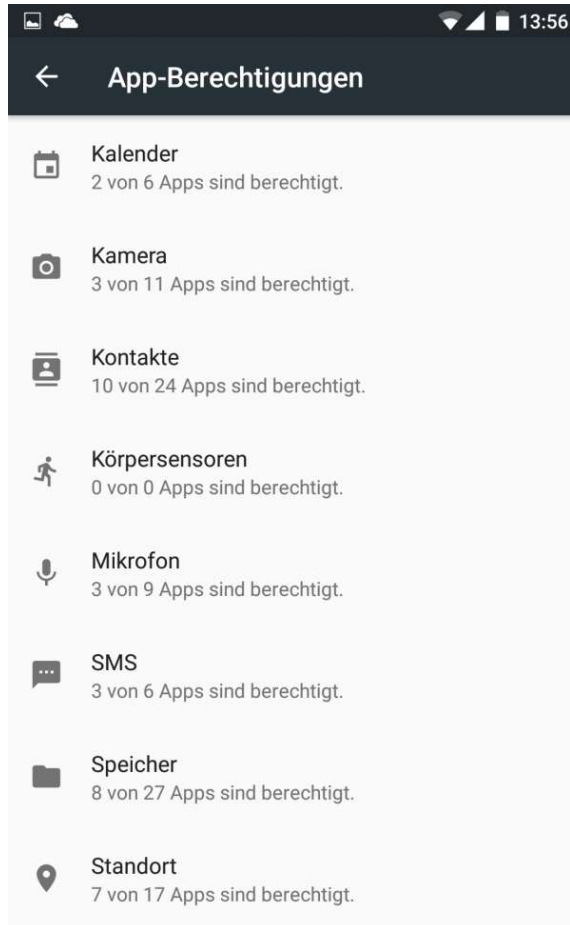 13:56
App-Berechtigungen
Kalender
2 von 6 Apps sind berechtigt.
Kamera
3 von 11 Apps sind berechtigt.
Kontakte
10 von 24 Apps sind berechtigt.
Körpersensoren
0 von 0 Apps sind berechtigt.
Mikrofon
3 von 9 Apps sind berechtigt.
SMS
3 von 6 Apps sind berechtigt.
Speicher
8 von 27 Apps sind berechtigt.
Standort
7 von 17 Apps sind berechtigt.